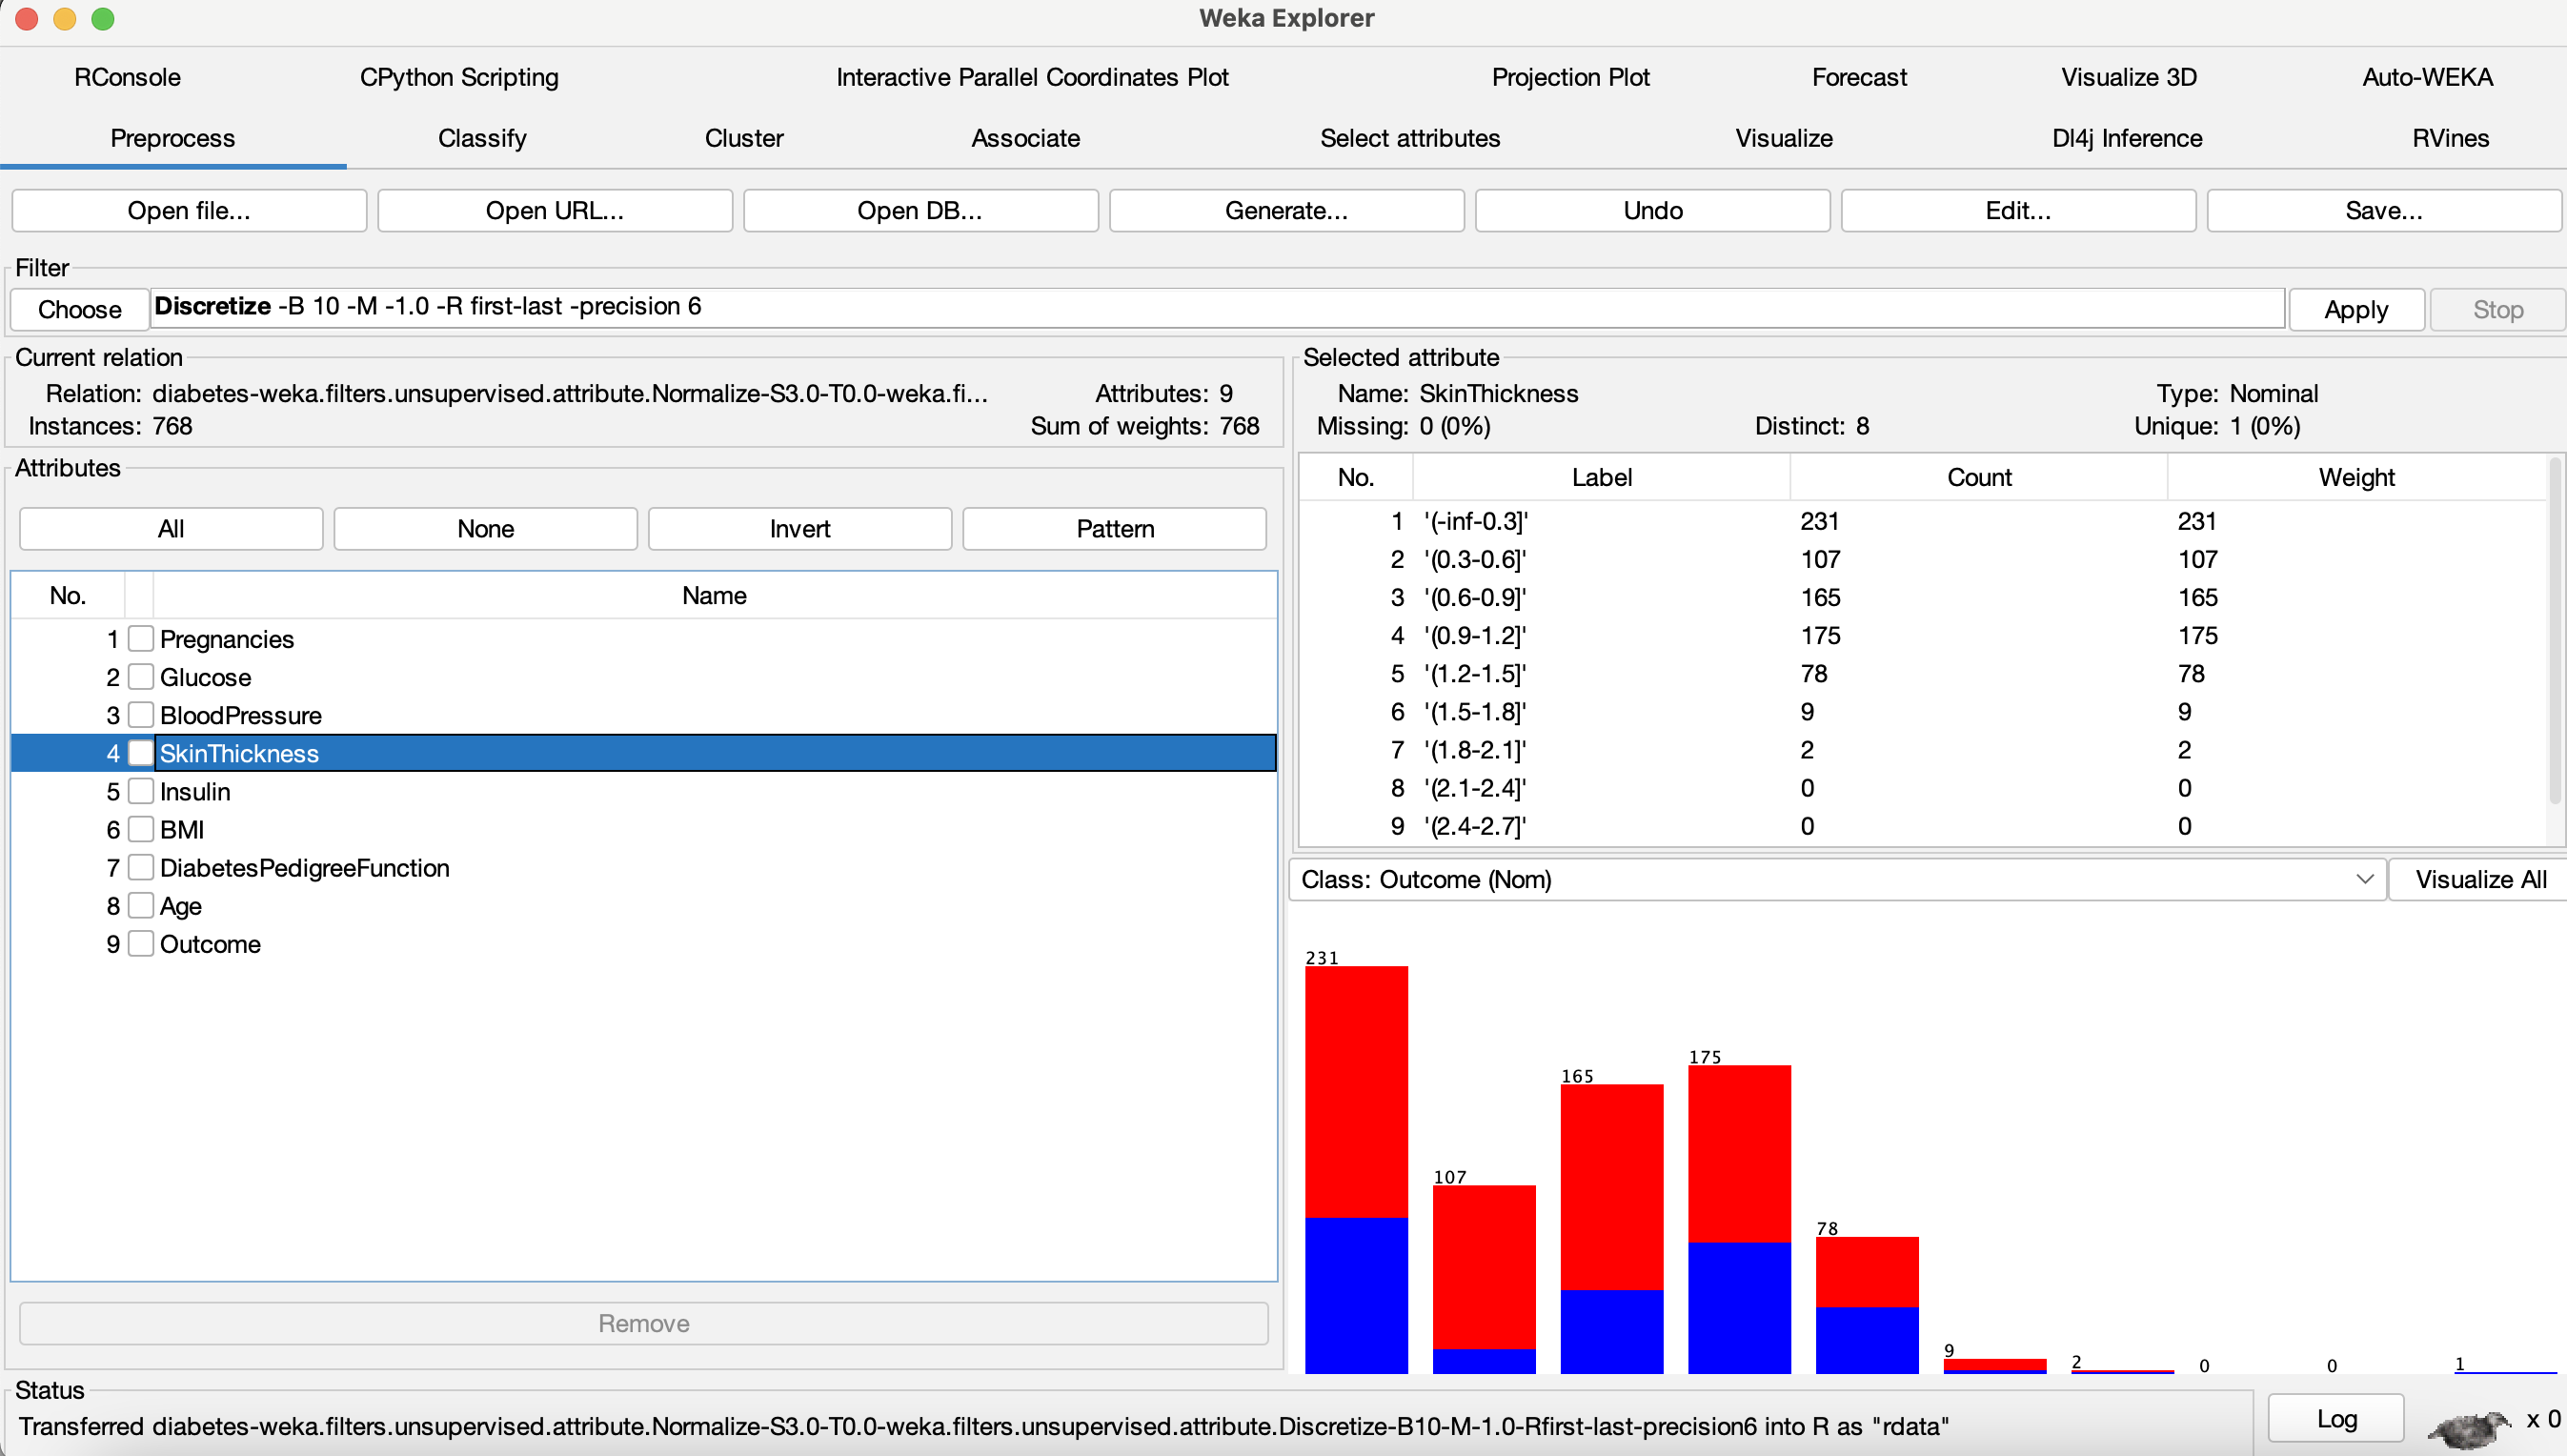 Weka Explorer
RConsole CPython Scripting Interactive Parallel Coordinates Plot Projection Plot Forecast Visualize 3D Auto-WEKA
Preprocess Classify Cluster Associate Select attributes Visualize Dl4j Inference RVines
Open file... Open URL... Open DB... Generate... Undo Edit... Save...
Filter
Choose Discretize -B 10 -M -1.0 -R first-last -precision 6 Apply Stop
Current relation
Relation: diabetes-weka.filters.unsupervised.attribute.Normalize-S3.0-T0.0-weka.fi... Attributes: 9
Instances: 768 Sum of weights: 768
Attributes
All None Invert Pattern
No. Name
1 Pregnancies
2 Glucose
3 BloodPressure
4 SkinThickness
5 Insulin
6 BMI
7 DiabetesPedigreeFunction
8 Age
9 Outcome
Remove
Selected attribute
Name: SkinThickness Type: Nominal
Missing: 0 (0%) Distinct: 8 Unique: 1 (0%)
No. Label Count Weight
1 '(-inf-0.3]' 231 231
2 '(0.3-0.6]' 107 107
3 '(0.6-0.9]' 165 165
4 '(0.9-1.2]' 175 175
5 '(1.2-1.5]' 78 78
6 '(1.5-1.8]' 9 9
7 '(1.8-2.1]' 2 2
8 '(2.1-2.4]' 0 0
9 '(2.4-2.7]' 0 0
Class: Outcome (Nom) Visualize All
231 107 165 175 78 9 2 0 0 1
Status
Transferred diabetes-weka.filters.unsupervised.attribute.Normalize-S3.0-T0.0-weka.filters.unsupervised.attribute.Discretize-B10-M-1.0-Rfirst-last-precision6 into R as "rdata"
Log x 0